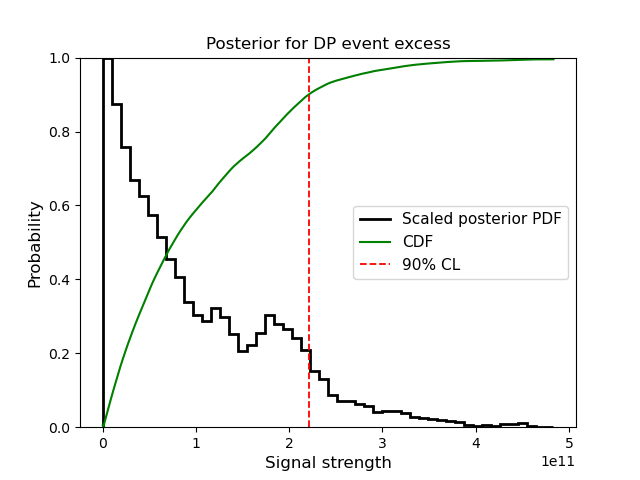 Posterior for DP event excess
Probability
1.0
0.8
0.6
0.4
0.2
0.0
Scaled posterior PDF
CDF
90% CL
0 1 2 3 4 5
1e11
Signal strength